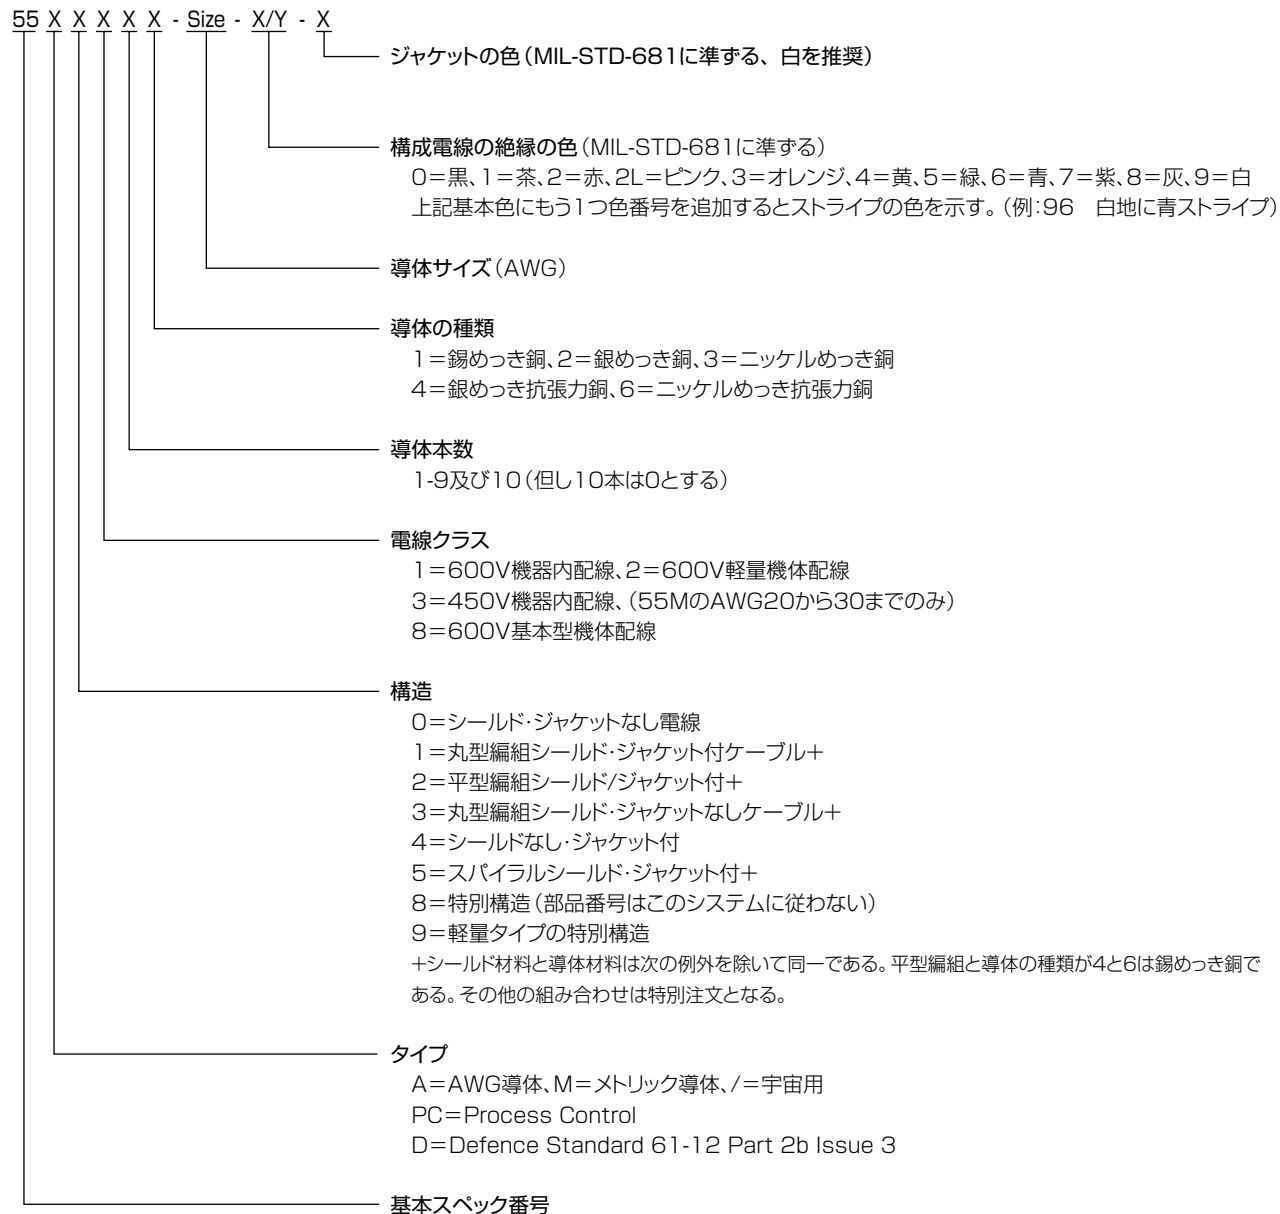 55 X X X X X - Size - X/Y - X
ジャケットの色（MIL-STD-681に準ずる、白を推奨）
構成電線の絶縁の色（MIL-STD-681に準ずる）
0＝黒、1＝茶、2＝赤、2L＝ピンク、3＝オレンジ、4＝黄、5＝緑、6＝青、7＝紫、8＝灰、9＝白
上記基本色にもう1つ色番号を追加するとストライプの色を示す。（例：96　白地に青ストライプ）
導体サイズ（AWG）
導体の種類
1＝錫めっき銅、2＝銀めっき銅、3＝ニッケルめっき銅
4＝銀めっき抗張力銅、6＝ニッケルめっき抗張力銅
導体本数
1-9及び10（但し10本は0とする）
電線クラス
1＝600V機器内配線、2＝600V軽量機体配線
3＝450V機器内配線、（55MのAWG20から30までのみ）
8＝600V基本型機体配線
構造
0＝シールド・ジャケットなし電線
1＝丸型編組シールド・ジャケット付ケーブル＋
2＝平型編組シールド/ジャケット付＋
3＝丸型編組シールド・ジャケットなしケーブル＋
4＝シールドなし・ジャケット付
5＝スパイラルシールド・ジャケット付＋
8＝特別構造（部品番号はこのシステムに従わない）
9＝軽量タイプの特別構造
＋シールド材料と導体材料は次の例外を除いて同一である。平型編組と導体の種類が4と6は錫めっき銅で
ある。その他の組み合わせは特別注文となる。
タイプ
A＝AWG導体、M＝メトリック導体、/＝宇宙用
PC＝Process Control
D＝Defence Standard 61-12 Part 2b Issue 3
基本スペック番号